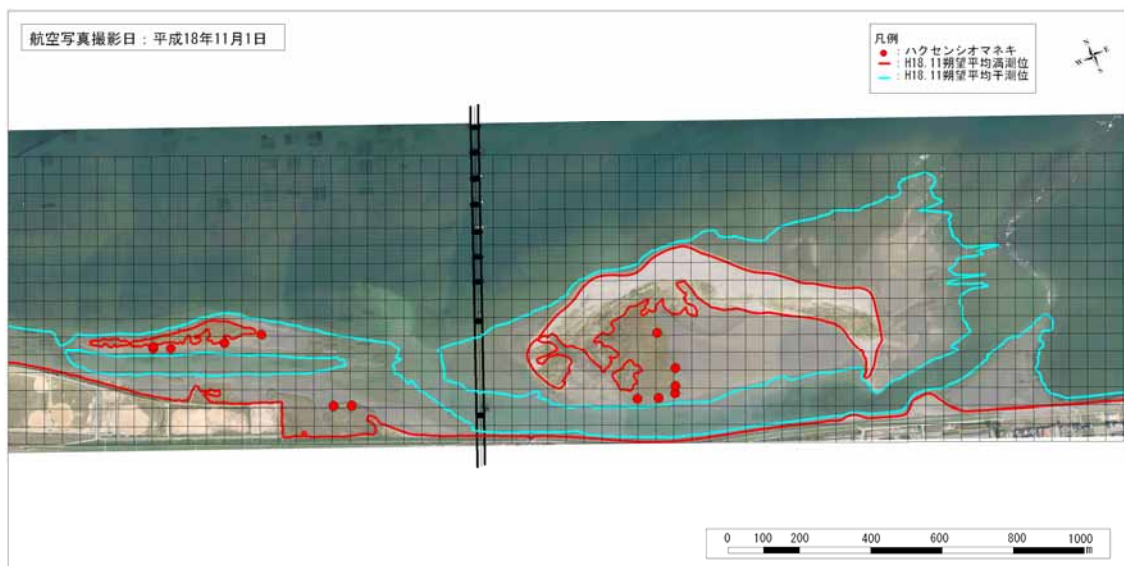 航空写真撮影日：平成18年11月1日
凡例
：ハクセンシオマネキ
：H18.11朔望平均満潮位
：H18.11朔望平均干潮位
N
W
E
S
0 100 200 400 600 800 1000
m